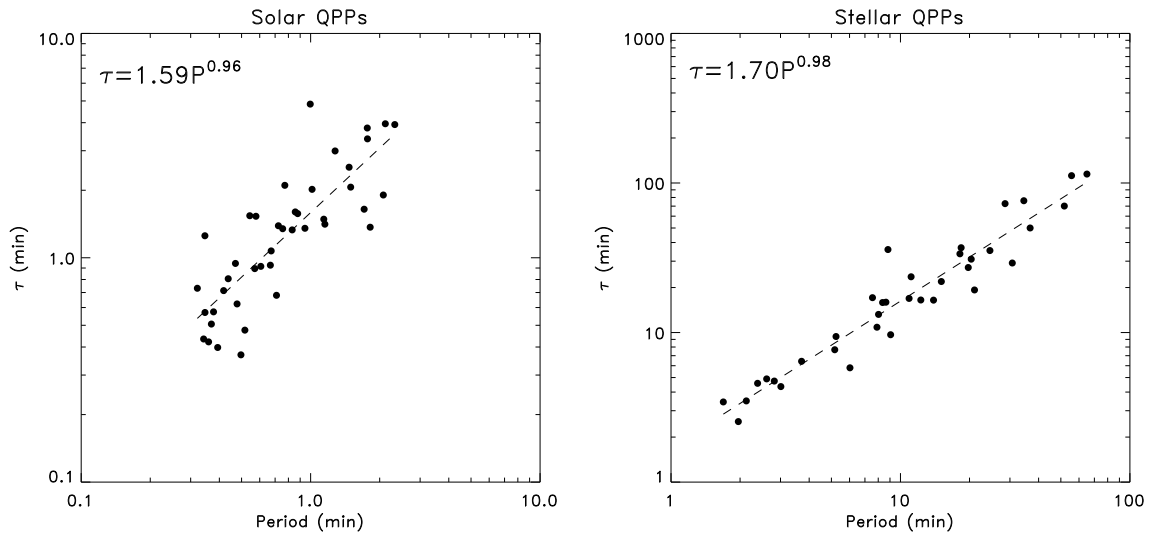 Solar QPPs
τ=1.59P^0.96
10.0
1.0
0.1
τ (min)
0.1 1.0 10.0
Period (min)
Stellar QPPs
τ=1.70P^0.98
1000
100
10
1
τ (min)
1 10 100
Period (min)